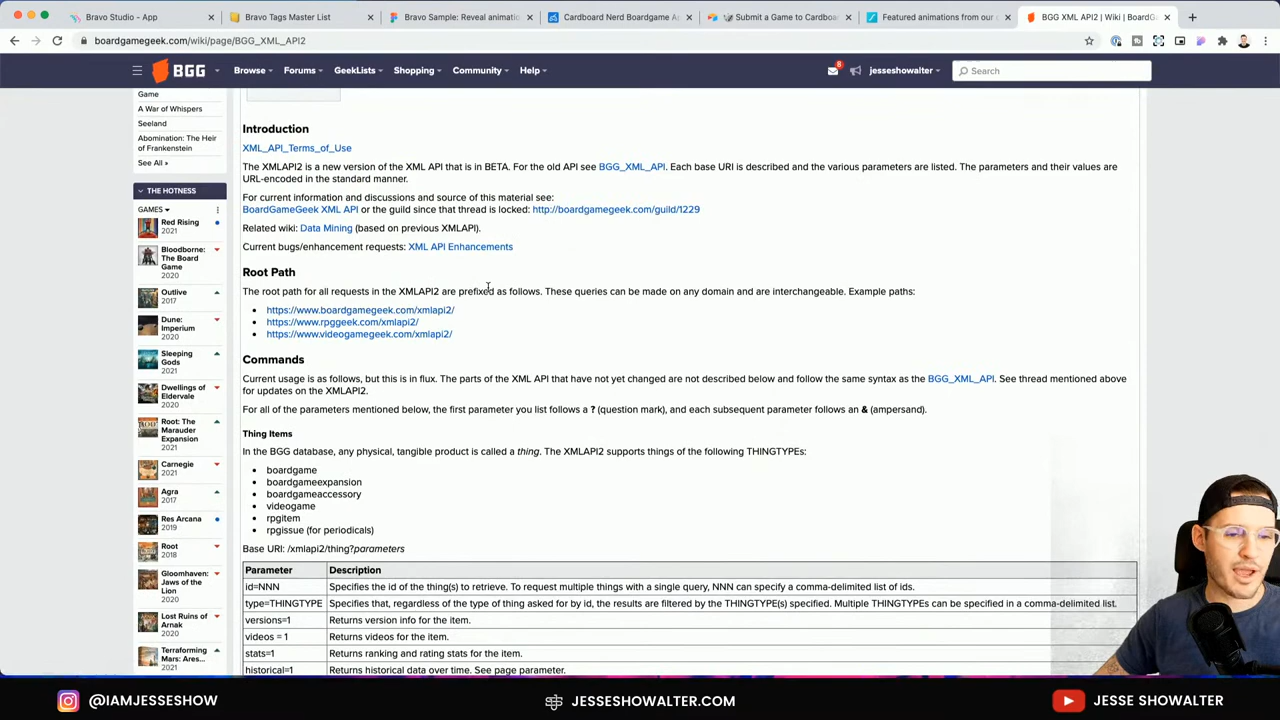 Bravo Studio - App
Bravo Tags Master List
Bravo Sample: Reveal animatio
Cardboard Nerd Boardgame A
Submit a Game to Cardboa
Featured animations from our c
BGG XML API2 | Wiki | BoardG
boardgamegeek.com/wiki/page/BGG_XML_API2
BGG
Browse
Forums
GeekLists
Shopping
Community
Help
8
jesseshowalter
Search
Game
A War of Whispers
Seeland
Abomination: The Heir
of Frankenstein
See All »
THE HOTNESS
GAMES
Red Rising
2021
Bloodborne:
The Board
Game
2020
Outlive
2017
Dune:
Imperium
2020
Sleeping
Gods
2021
Dwellings of
Eldervale
2020
Root: The
Marauder
Expansion
2021
Carnegie
2021
Agra
2017
Res Arcana
2019
Root
2018
Gloomhaven:
Jaws of the
Lion
2020
Lost Ruins of
Arnak
2020
Terraforming
Mars: Ares...
2021
Introduction
XML_API_Terms_of_Use
The XMLAPI2 is a new version of the XML API that is in BETA. For the old API see BGG_XML_API. Each base URI is described and the various parameters are listed. The parameters and their values are
URL-encoded in the standard manner.
For current information and discussions and source of this material see:
BoardGameGeek XML API or the guild since that thread is locked: http://boardgamegeek.com/guild/1229
Related wiki: Data Mining (based on previous XMLAPI).
Current bugs/enhancement requests: XML API Enhancements
Root Path
The root path for all requests in the XMLAPI2 are prefixed as follows. These queries can be made on any domain and are interchangeable. Example paths:
• https://www.boardgamegeek.com/xmlapi2/
• https://www.rpggeek.com/xmlapi2/
• https://www.videogamegeek.com/xmlapi2/
Commands
Current usage is as follows, but this is in flux. The parts of the XML API that have not yet changed are not described below and follow the same syntax as the BGG_XML_API. See thread mentioned above
for updates on the XMLAPI2.
For all of the parameters mentioned below, the first parameter you list follows a ? (question mark), and each subsequent parameter follows an & (ampersand).
Thing Items
In the BGG database, any physical, tangible product is called a thing. The XMLAPI2 supports things of the following THINGTYPEs:
• boardgame
• boardgameexpansion
• boardgameaccessory
• videogame
• rpgitem
• rpgissue (for periodicals)
Base URI: /xmlapi2/thing?parameters
Parameter Description
id=NNN Specifies the id of the thing(s) to retrieve. To request multiple things with a single query, NNN can specify a comma-delimited list of ids.
type=THINGTYPE Specifies that, regardless of the type of thing asked for by id, the results are filtered by the THINGTYPE(s) specified. Multiple THINGTYPEs can be specified in a comma-delimited list.
versions=1 Returns version info for the item.
videos = 1 Returns videos for the item.
stats=1 Returns ranking and rating stats for the item.
historical=1 Returns historical data over time. See page parameter.
@IAMJESSESHOW
JESSESHOWALTER.COM
JESSE SHOWALTER